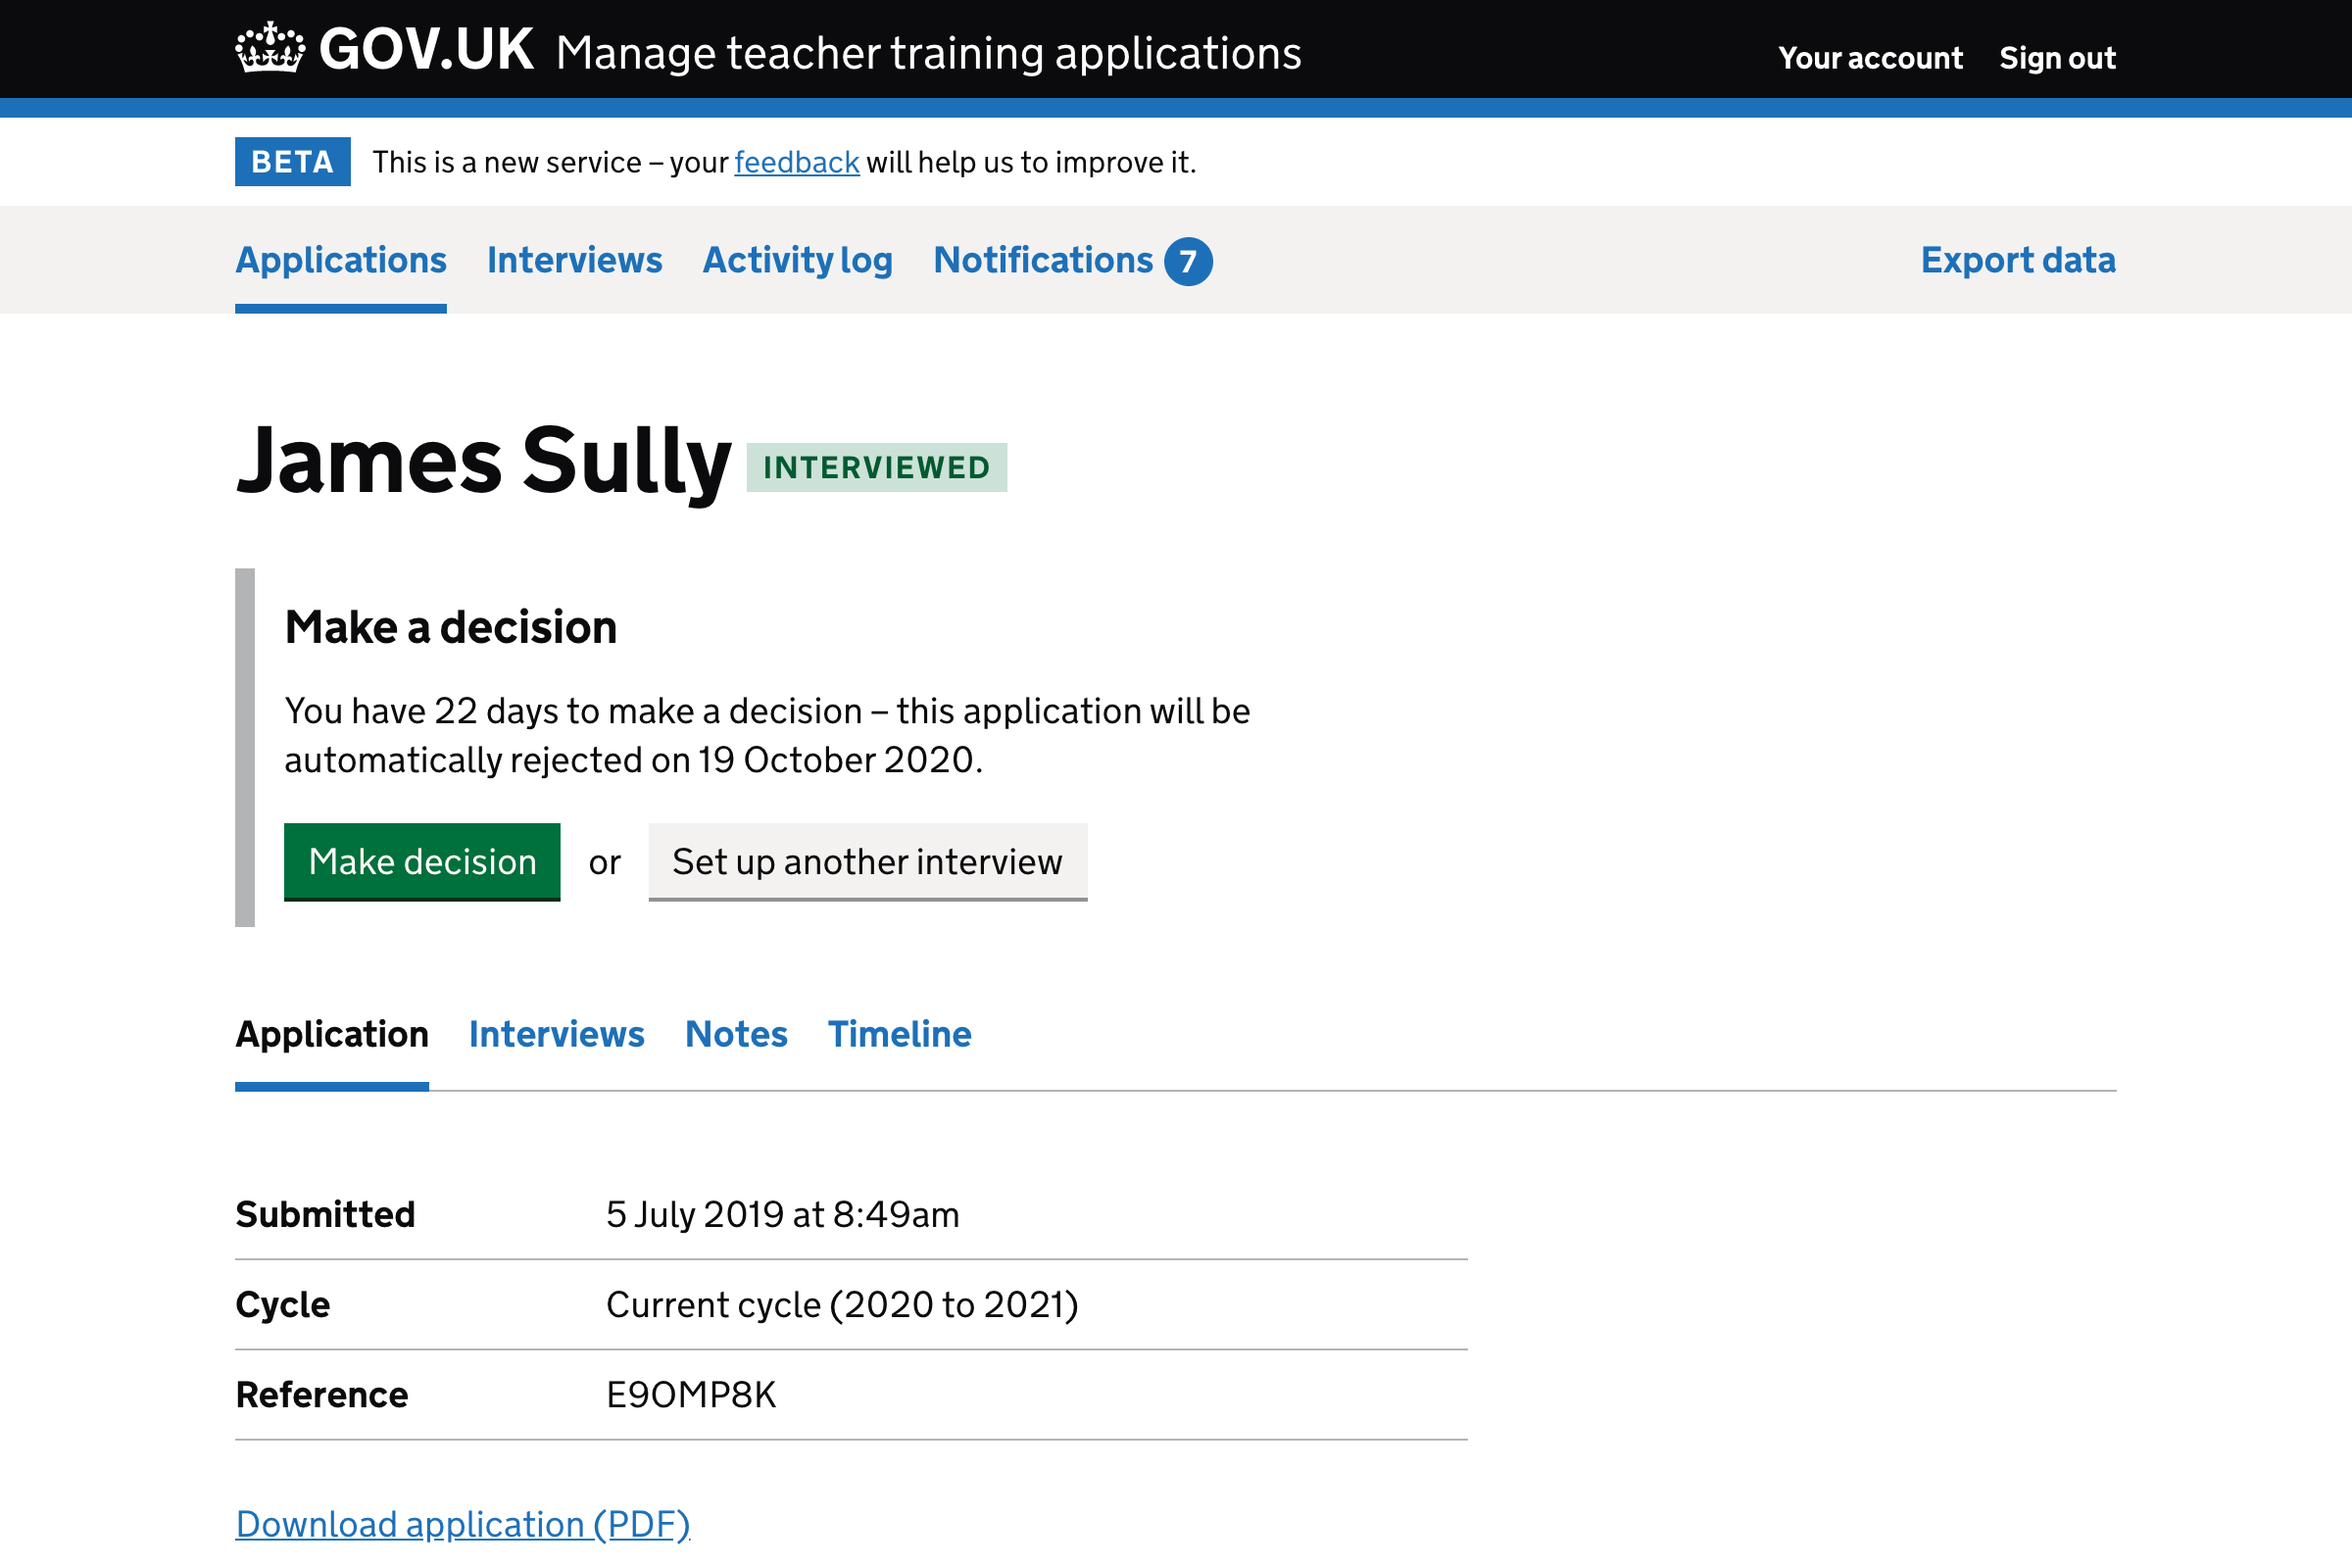 GOV.UK Manage teacher training applications Your account Sign out
BETA This is a new service – your feedback will help us to improve it.
Applications Interviews Activity log Notifications 7 Export data
James Sully INTERVIEWED
Make a decision
You have 22 days to make a decision – this application will be
automatically rejected on 19 October 2020.
Make decision or Set up another interview
Application Interviews Notes Timeline
Submitted 5 July 2019 at 8:49am
Cycle Current cycle (2020 to 2021)
Reference E90MP8K
Download application (PDF)